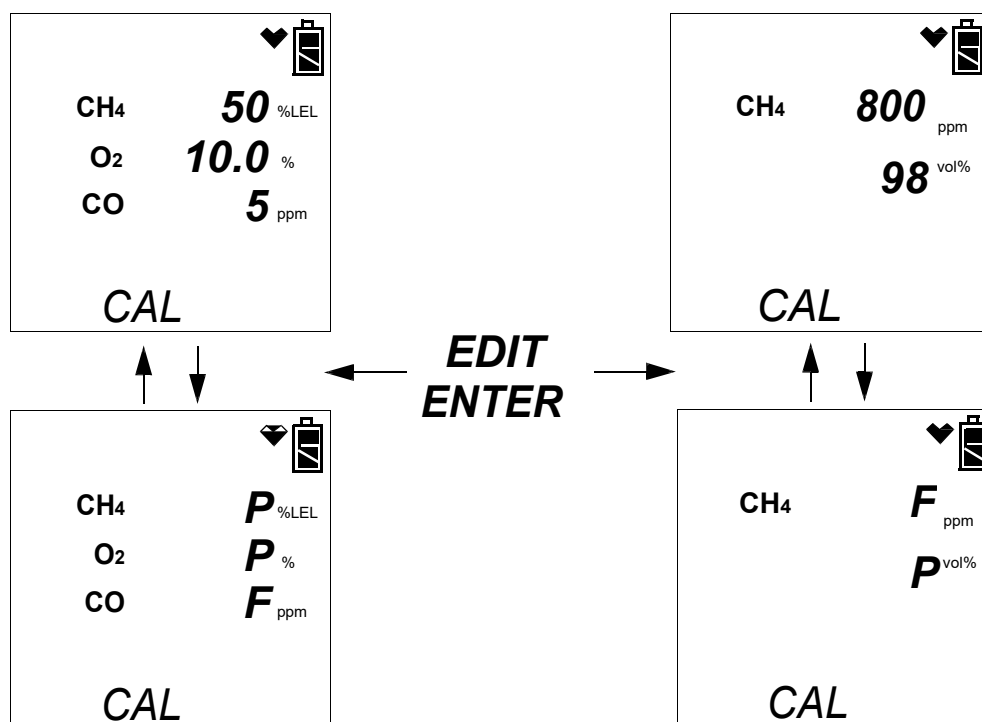 CH4 50 %LEL
O2 10.0 %
CO 5 ppm
CAL
CH4 800 ppm
98 vol%
CAL
EDIT
ENTER
CH4 P %LEL
O2 P %
CO F ppm
CAL
CH4 F ppm
P vol%
CAL